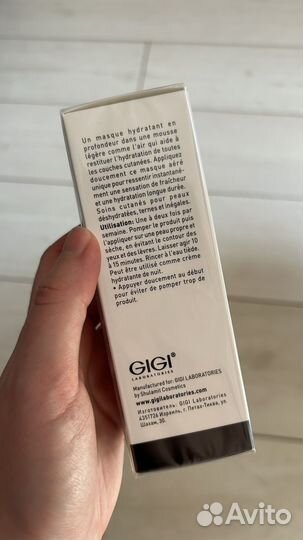 Un masque hydratant en
profondeur dans une mousse
légère comme l'air qui aide à
restituer l'hydratation de toutes
les couches cutanées. Appliquez
doucement ce masque aéré
unique pour ressentir instantané-
ment une sensation de fraîcheur
et une hydratation longue durée.
Soins cutanés pour peaux
déshydratées, ternes et inégales.
Utilisation: Une à deux fois par
semaine. Pomper le produit puis
l'appliquer sur une peau propre et
sèche, en évitant le contour des
yeux et des lèvres. Laisser agir 10
à 15 minutes. Rincer à l'eau tiède.
Peut être utilisé comme crème
hydratante de nuit.
• Appuyer doucement au début
pour éviter de pomper trop de
produit.
GIGI®
LABORATORIES
Manufactured for: GIGI LABORATORIES
by Shulamit Cosmetics
www.gigilaboratories.com
Изготовитель: GIGI Laboratories
4951726 Израиль, г. Петах-Тиква, ул.
Шахам, 30.
Avito